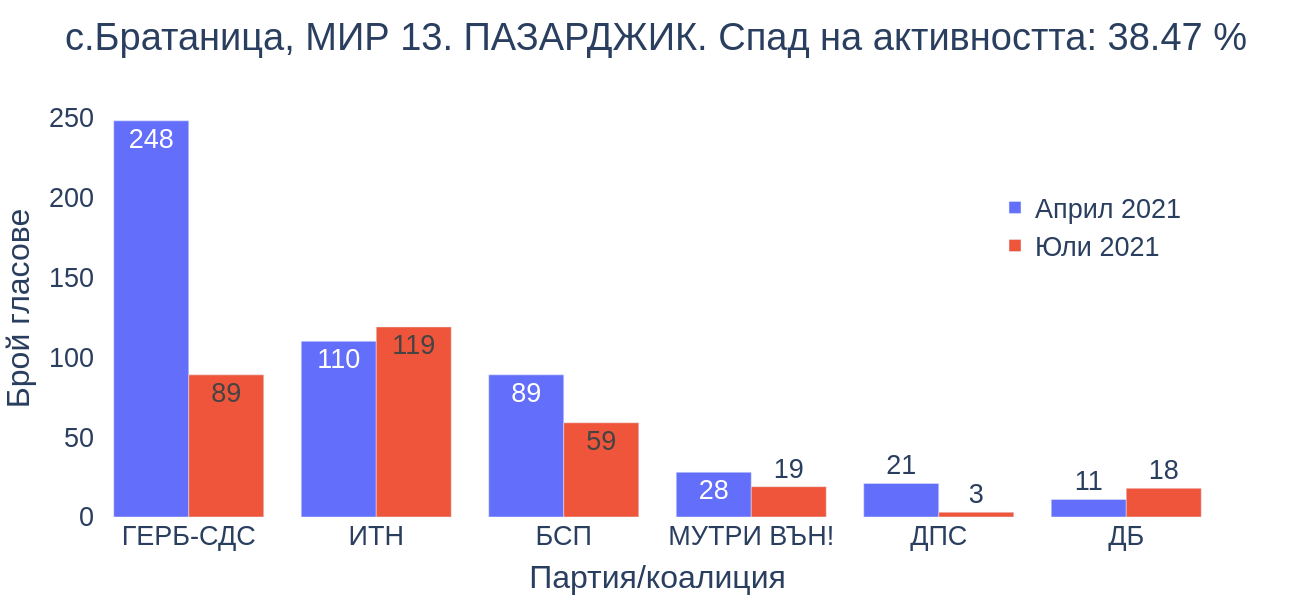 с.Братаница, МИР 13. ПАЗАРДЖИК. Спад на активността: 38.47 %
250
200
150
100
50
0
Брой гласове
248
89
110
119
89
59
28
19
21
3
11
18
Април 2021
Юли 2021
ГЕРБ-СДС
ИТН
БСП
МУТРИ ВЪН!
ДПС
ДБ
Партия/коалиция